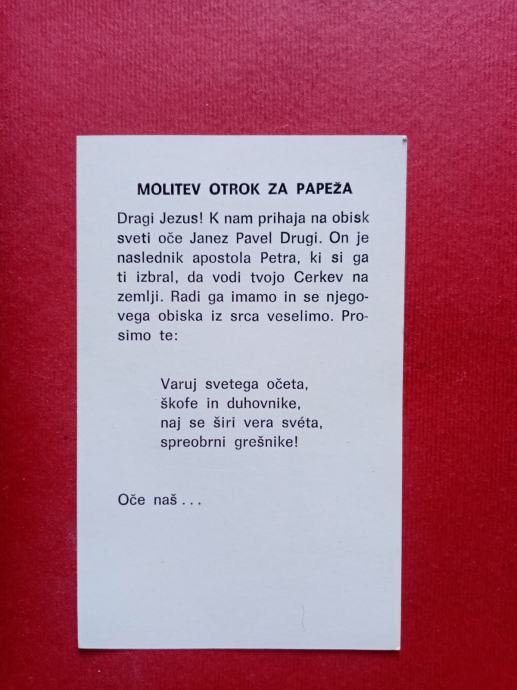 MOLITEV OTROK ZA PAPEŽA
Dragi Jezus! K nam prihaja na obisk
sveti oče Janez Pavel Drugi. On je
naslednik apostola Petra, ki si ga
ti izbral, da vodi tvojo Cerkev na
zemlji. Radi ga imamo in se njego-
vega obiska iz srca veselimo. Pro-
simo te:
Varuj svetega očeta,
škofe in duhovnike,
naj se širi vera svéta,
spreobrni grešnike!
Oče naš . . .